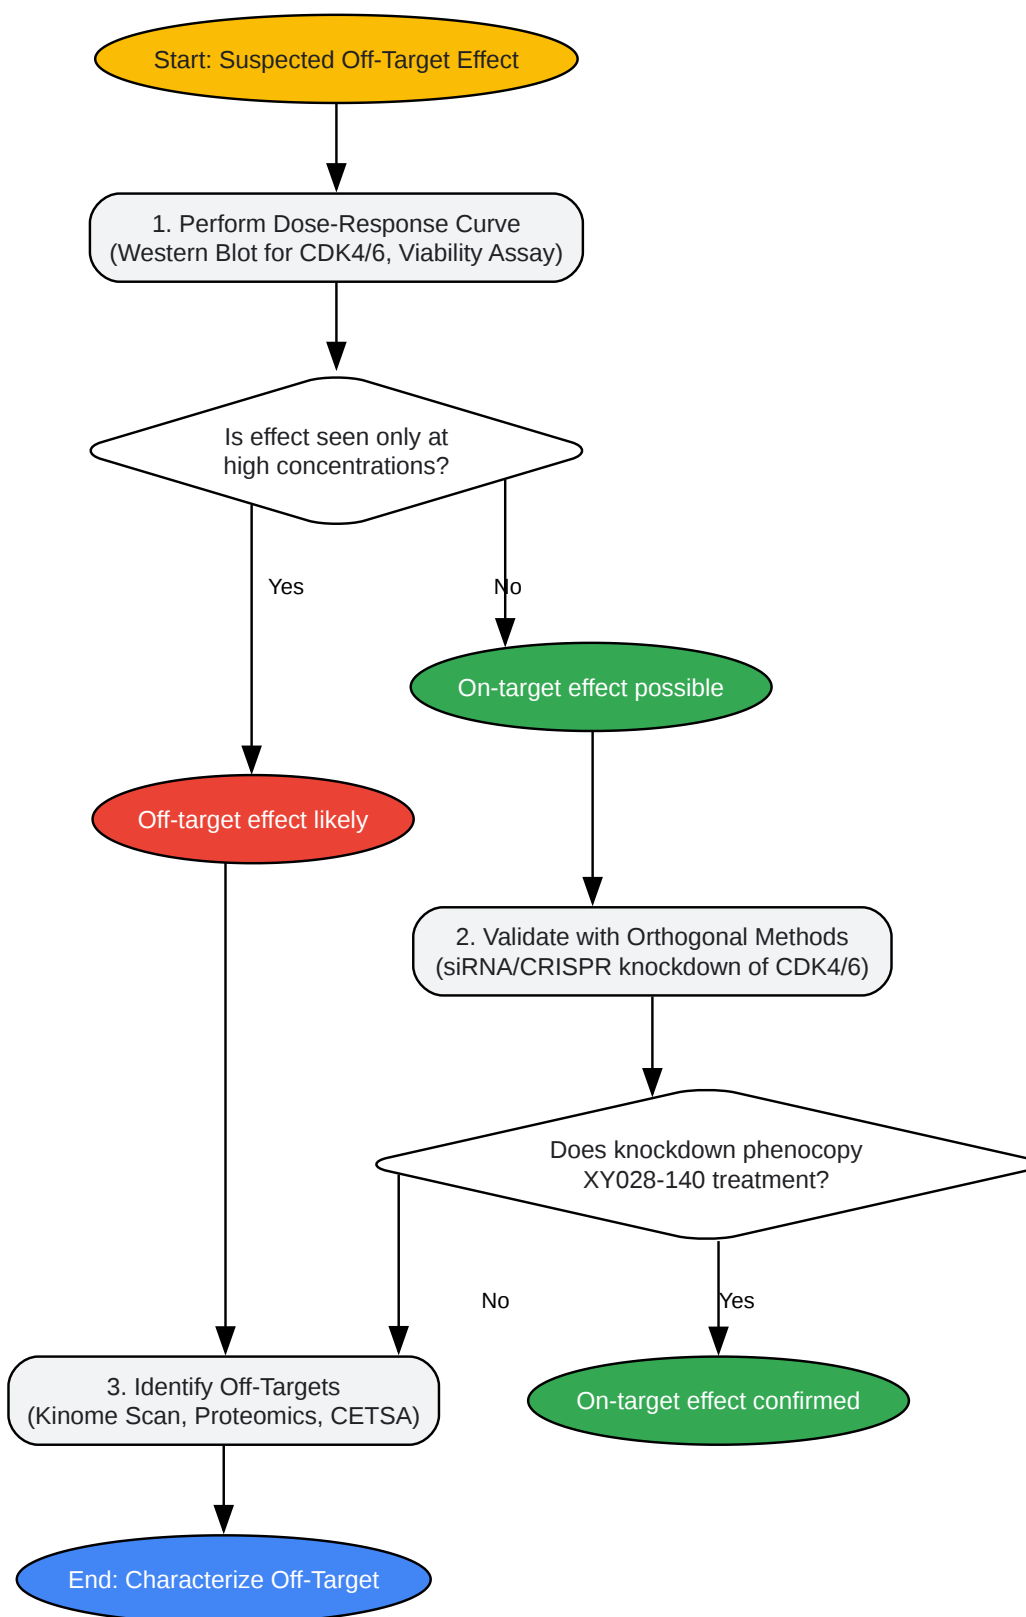 Start: Suspected Off-Target Effect
1. Perform Dose-Response Curve
(Western Blot for CDK4/6, Viability Assay)
Is effect seen only at
high concentrations?
Yes
No
On-target effect possible
Off-target effect likely
2. Validate with Orthogonal Methods
(siRNA/CRISPR knockdown of CDK4/6)
Does knockdown phenocopy
XY028-140 treatment?
No
Yes
3. Identify Off-Targets
(Kinome Scan, Proteomics, CETSA)
On-target effect confirmed
End: Characterize Off-Target